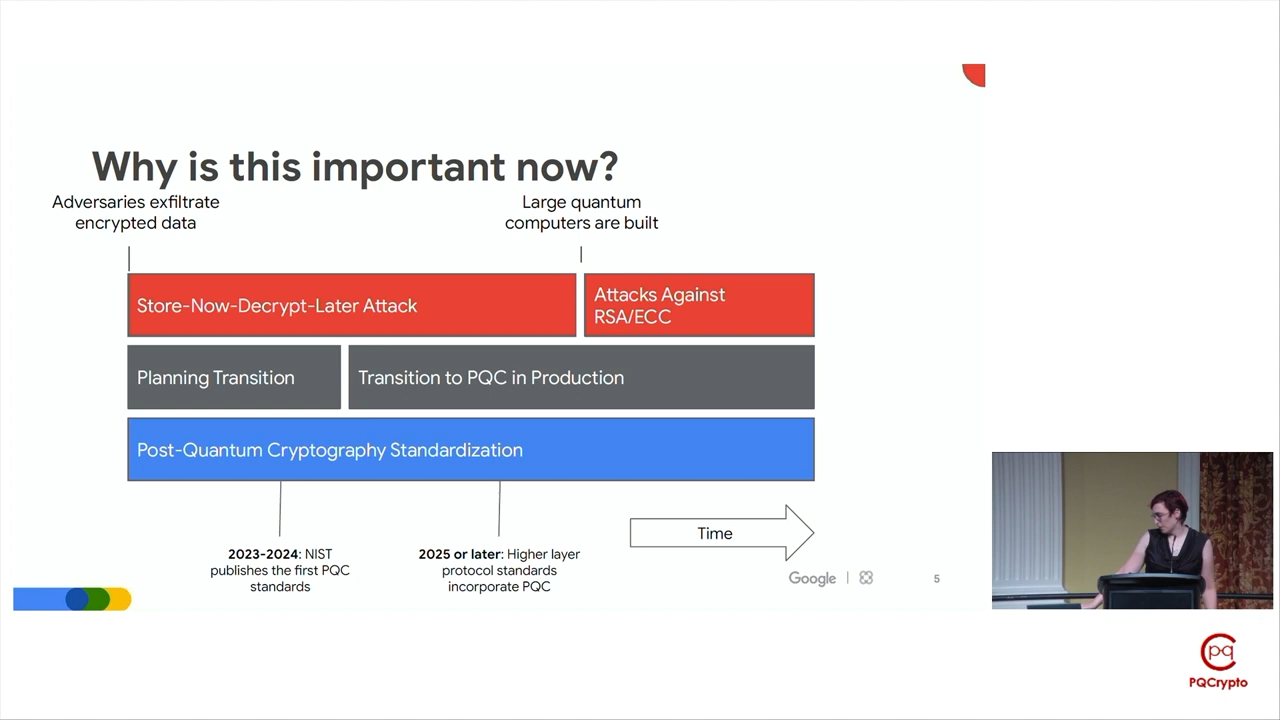 Why is this important now?
Adversaries exfiltrate
encrypted data
Large quantum
computers are built
Store-Now-Decrypt-Later Attack
Attacks Against
RSA/ECC
Planning Transition
Transition to PQC in Production
Post-Quantum Cryptography Standardization
Time
2023-2024: NIST
publishes the first PQC
standards
2025 or later: Higher layer
protocol standards
incorporate PQC
Google
5
pq
PQCrypto